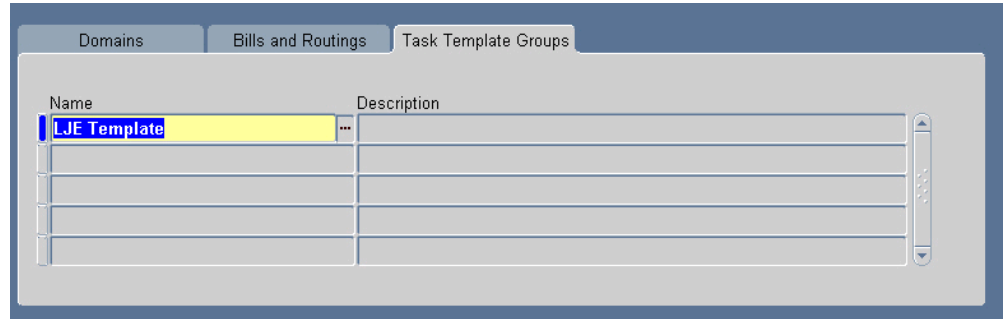 Domains Bills and Routings Task Template Groups
Name Description
LJE Template ...